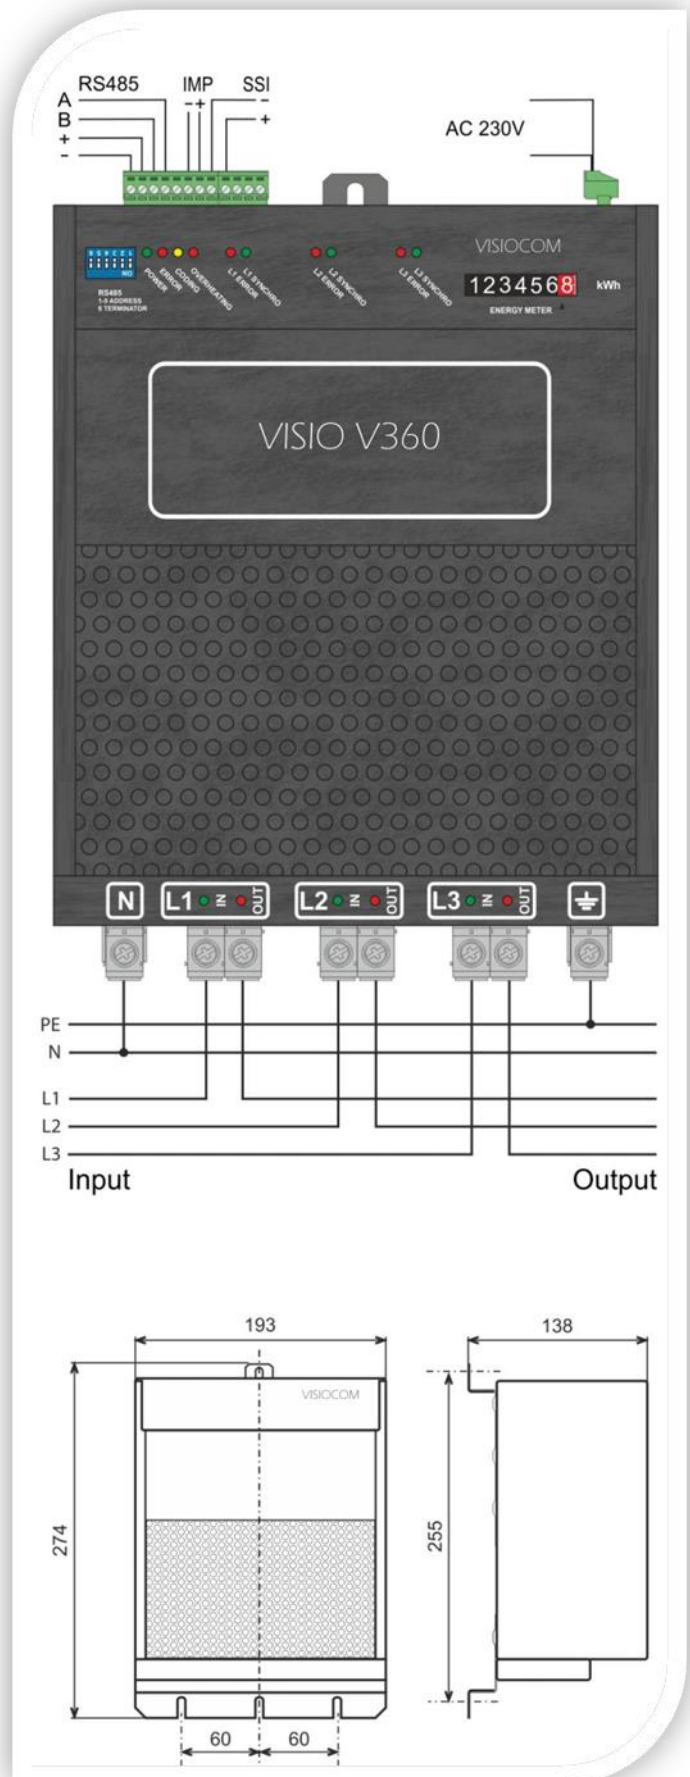 RS485 IMP SSI
A - + -
B +
+
-
AC 230V
VISIOCOM
ON
RS485
1-5 ADDRESS
6 TERMINATOR
POWER
ERROR
CODING
OVERHEATING
L1 ERROR
L1 SYNCHRO
L2 ERROR
L2 SYNCHRO
L3 ERROR
L3 SYNCHRO
12345678 kWh
ENERGY METER
VISIO V360
N L1 IN OUT L2 IN OUT L3 IN OUT
PE
N
L1
L2
L3
Input Output
193 138
VISIOCOM
274
255
60 60